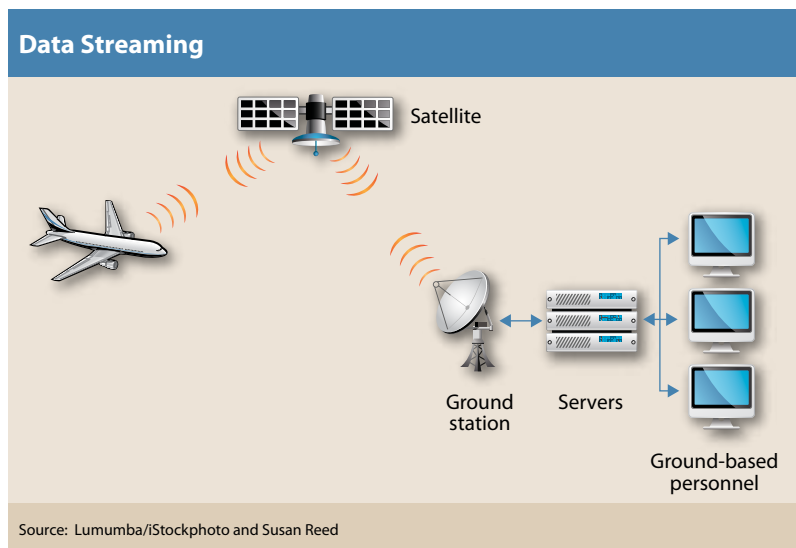 Data Streaming
Satellite
Ground
station
Servers
Ground-based
personnel
Source: Lumumba/iStockphoto and Susan Reed